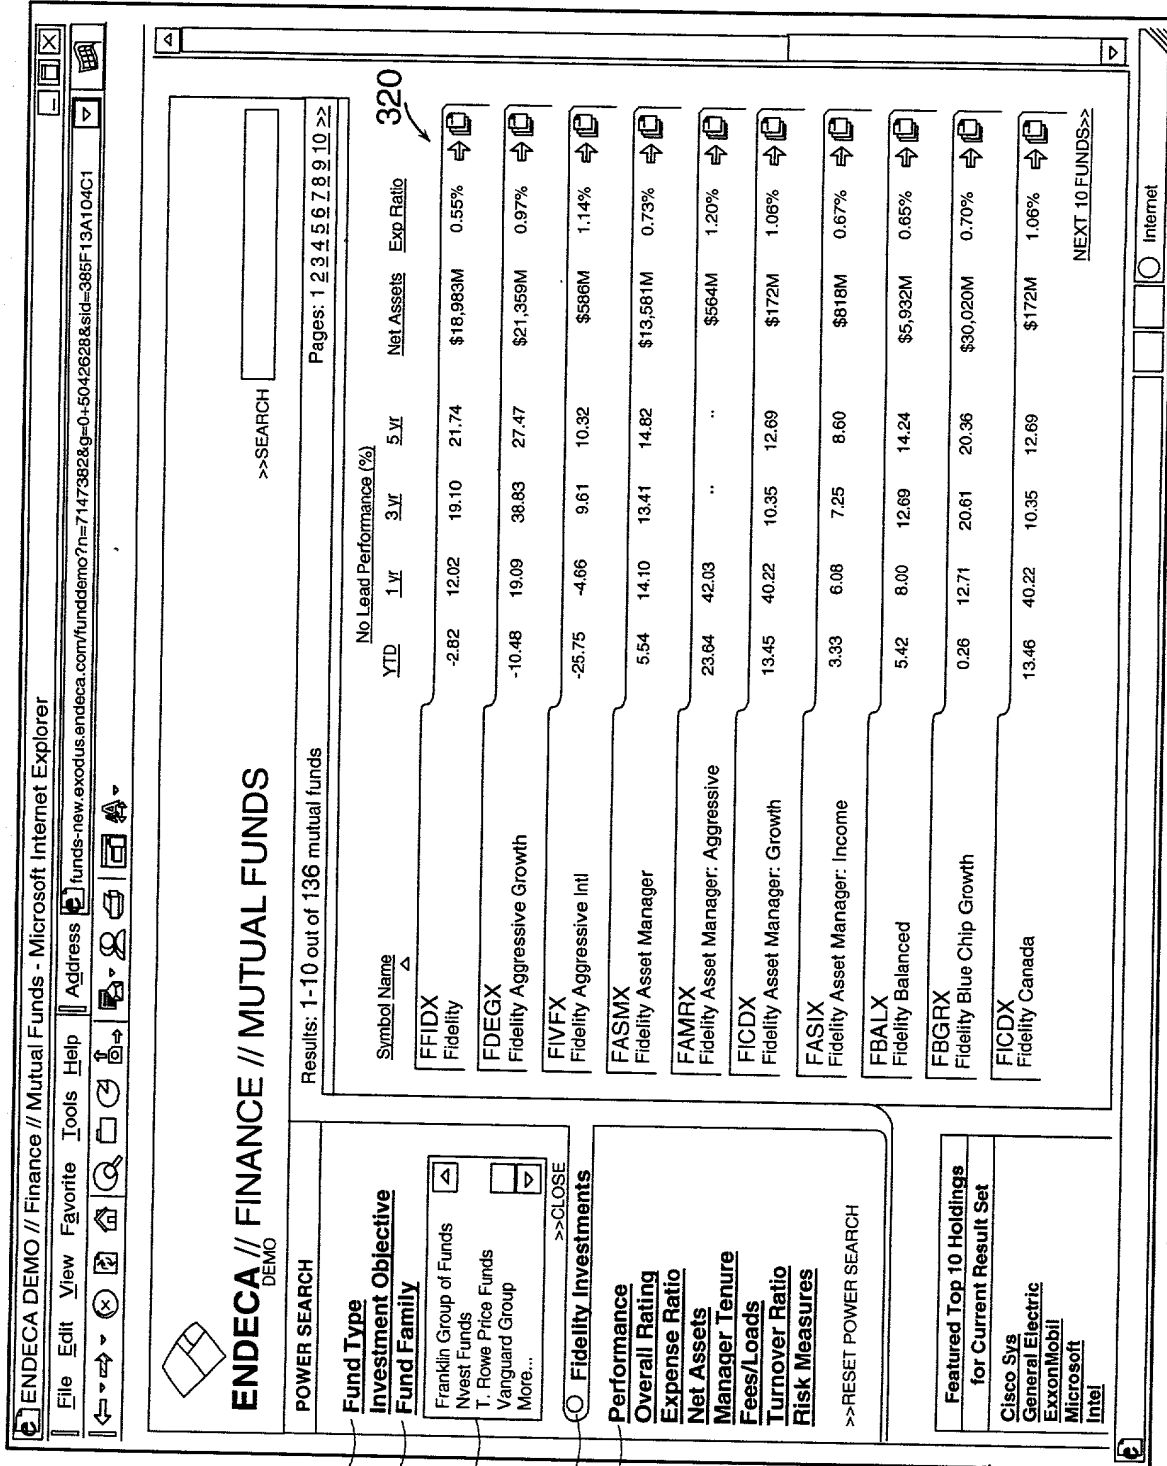 ENDECA DEMO // Finance // Mutual Funds - Microsoft Internet Explorer
File Edit View Favorite Tools Help
Address funds-new.exodus.endeca.com/funddemo?n=7147382&g=0+5042628&sid=385F13A104C1
ENDECA // FINANCE // MUTUAL FUNDS
DEMO
>>SEARCH
POWER SEARCH
Fund Type
Investment Objective
Fund Family
Franklin Group of Funds
Nvest Funds
T. Rowe Price Funds
Vanguard Group
More...
>>CLOSE
Fidelity Investments
Performance
Overall Rating
Expense Ratio
Net Assets
Manager Tenure
Fees/Loads
Turnover Ratio
Risk Measures
>>RESET POWER SEARCH
Featured Top 10 Holdings
for Current Result Set
Cisco Sys
General Electric
ExxonMobil
Microsoft
Intel
Results: 1-10 out of 136 mutual funds Pages: 1 2 3 4 5 6 7 8 9 10 >>
320
No Lead Performance (%)
Symbol Name YTD 1 yr 3 yr 5 yr Net Assets Exp Ratio
FFIDX
Fidelity -2.82 12.02 19.10 21.74 $18,983M 0.55%
FDEGX
Fidelity Aggressive Growth -10.48 19.09 38.83 27.47 $21,359M 0.97%
FIVFX
Fidelity Aggressive Intl -25.75 -4.66 9.61 10.32 $586M 1.14%
FASMX
Fidelity Asset Manager 5.54 14.10 13.41 14.82 $13,581M 0.73%
FAMRX
Fidelity Asset Manager: Aggressive 23.64 42.03 .. .. $564M 1.20%
FICDX
Fidelity Asset Manager: Growth 13.45 40.22 10.35 12.69 $172M 1.06%
FASIX
Fidelity Asset Manager: Income 3.33 6.08 7.25 8.60 $818M 0.67%
FBALX
Fidelity Balanced 5.42 8.00 12.69 14.24 $5,932M 0.65%
FBGRX
Fidelity Blue Chip Growth 0.26 12.71 20.61 20.36 $30,020M 0.70%
FICDX
Fidelity Canada 13.46 40.22 10.35 12.69 $172M 1.06%
NEXT 10 FUNDS>>
Internet